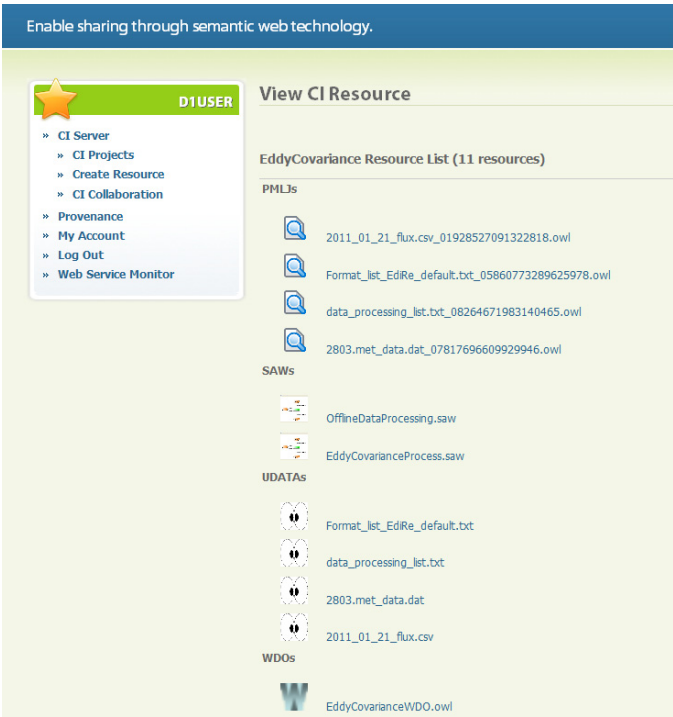 Enable sharing through semantic web technology.
D1USER
» CI Server
» CI Projects
» Create Resource
» CI Collaboration
» Provenance
» My Account
» Log Out
» Web Service Monitor
View CI Resource
EddyCovariance Resource List (11 resources)
PMLJs
2011_01_21_flux.csv_01928527091322818.owl
Format_list_EdiRe_default.txt_05860773289625978.owl
data_processing_list.txt_08264671983140465.owl
2803.met_data.dat_07817696609929946.owl
SAWs
OfflineDataProcessing.saw
EddyCovarianceProcess.saw
UDATAs
Format_list_EdiRe_default.txt
data_processing_list.txt
2803.met_data.dat
2011_01_21_flux.csv
WDOs
W
EddyCovarianceWDO.owl